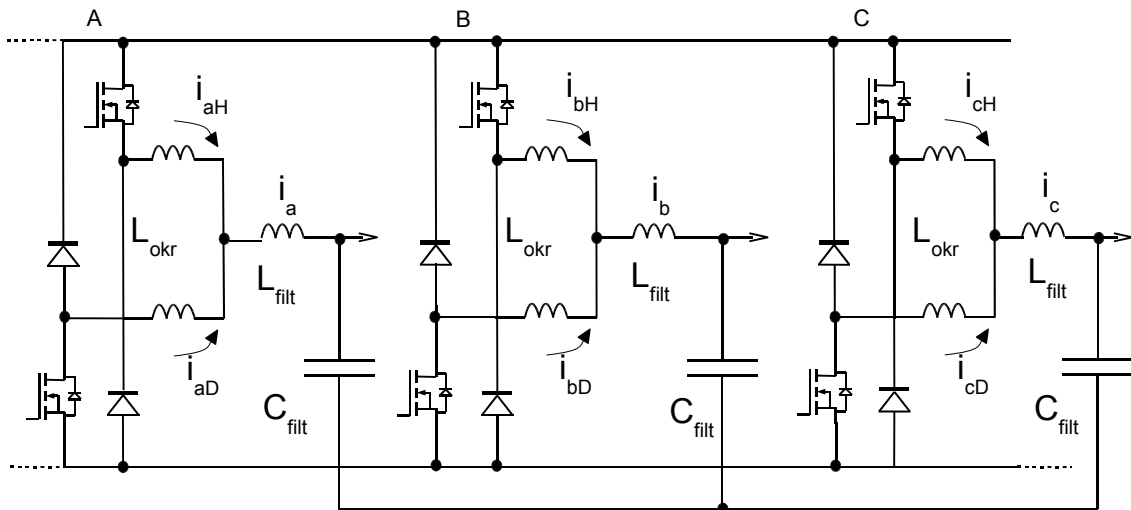 A
B
C
i_aH
i_bH
i_cH
i_a
i_b
i_c
L_okr
L_okr
L_okr
L_filt
L_filt
L_filt
i_aD
i_bD
i_cD
C_filt
C_filt
C_filt